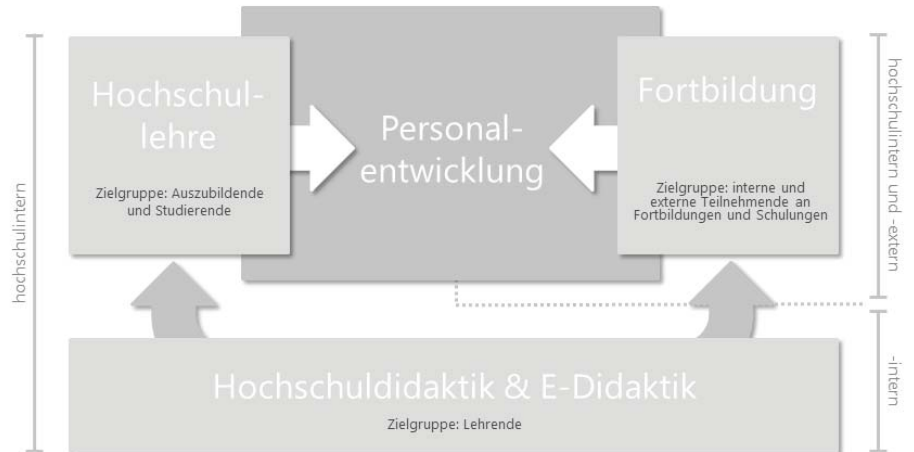 hochschulintern
Hochschul-
lehre
Zielgruppe: Auszubildende
und Studierende
Personal-
entwicklung
Fortbildung
Zielgruppe: interne und
externe Teilnehmende an
Fortbildungen und Schulungen
hochschulintern und -extern
-intern
Hochschuldidaktik & E-Didaktik
Zielgruppe: Lehrende